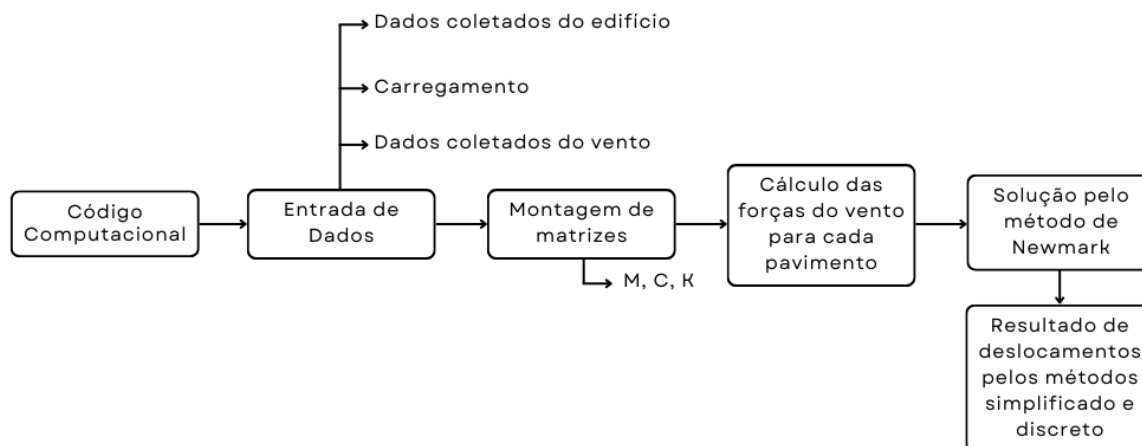 Dados coletados do edifício
Carregamento
Dados coletados do vento
Código
Computacional
Entrada de
Dados
Montagem de
matrizes
M, C, K
Cálculo das
forças do vento
para cada
pavimento
Solução pelo
método de
Newmark
Resultado de
deslocamentos
pelos métodos
simplificado e
discreto